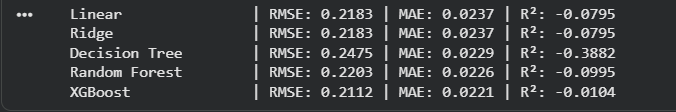 Linear | RMSE: 0.2183 | MAE: 0.0237 | R²: -0.0795
Ridge | RMSE: 0.2183 | MAE: 0.0237 | R²: -0.0795
Decision Tree | RMSE: 0.2475 | MAE: 0.0229 | R²: -0.3882
Random Forest | RMSE: 0.2203 | MAE: 0.0226 | R²: -0.0995
XGBoost | RMSE: 0.2112 | MAE: 0.0221 | R²: -0.0104